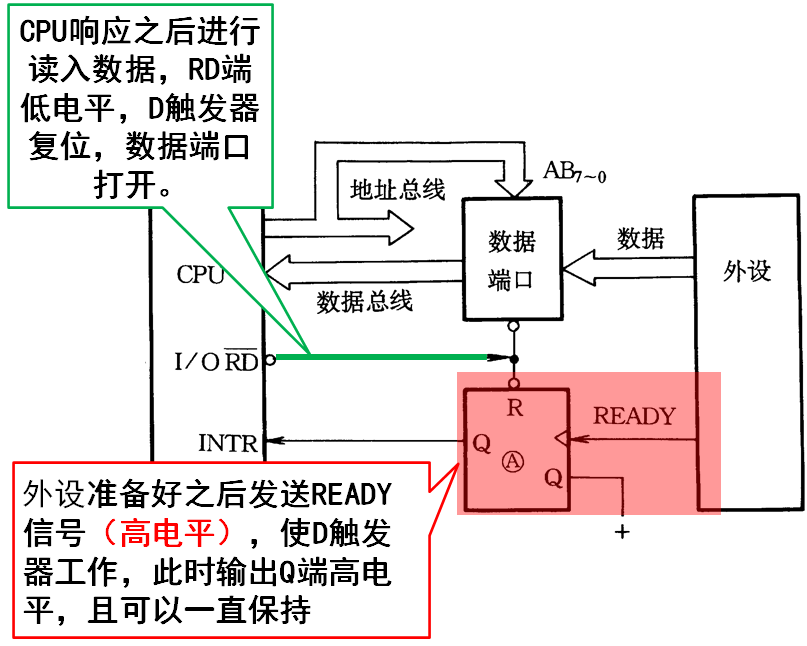 CPU响应之后进行
读入数据，RD端
低电平，D触发器
复位，数据端口
打开。
AB7~0
地址总线
数据
端口
数据
外设
CPU
数据总线
I/O RD
R
READY
INTR
Q
A
Q
+
外设准备好之后发送READY
信号（高电平），使D触发
器工作，此时输出Q端高电
平，且可以一直保持